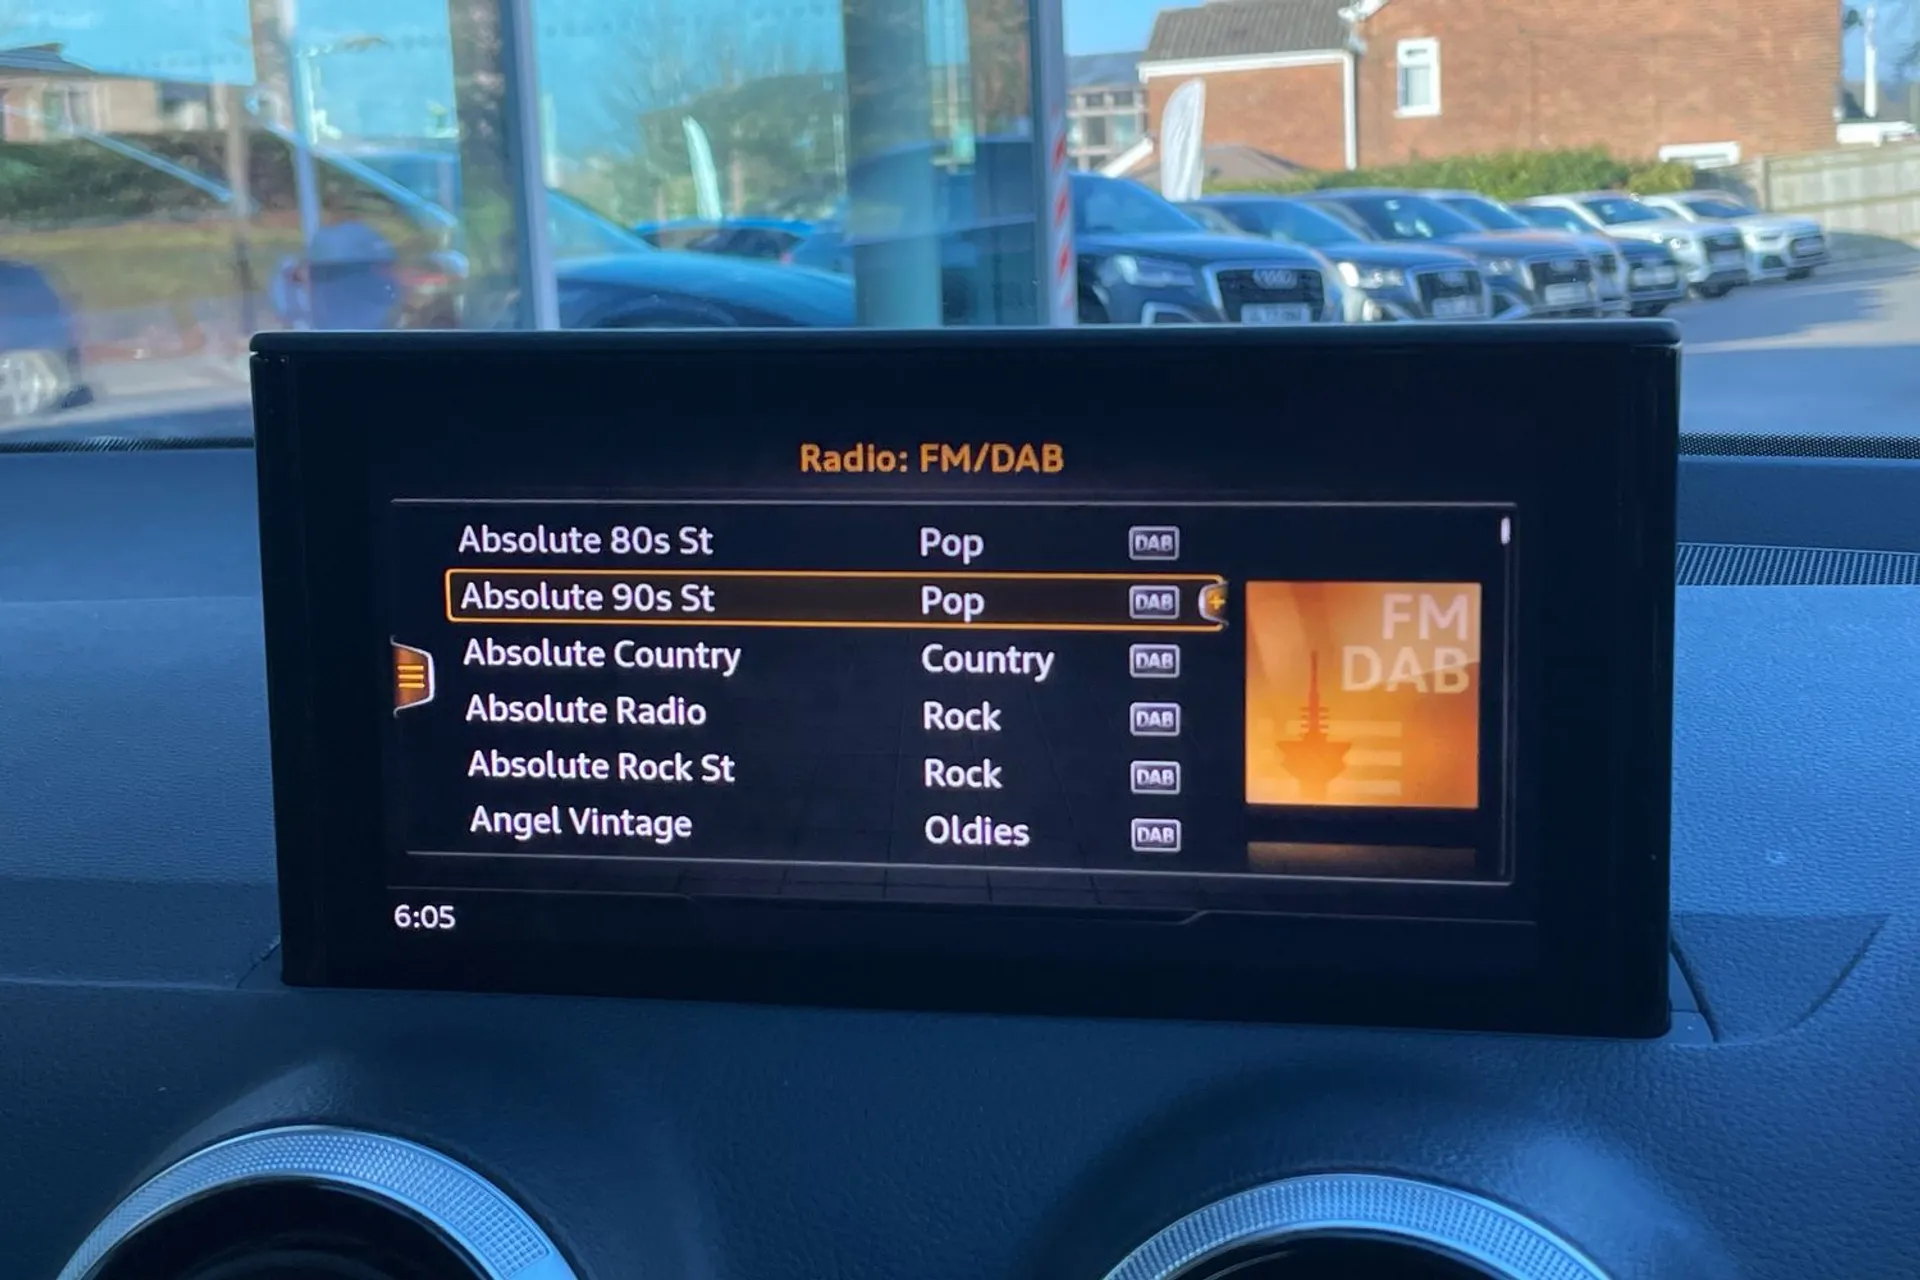 Radio: FM/DAB
Absolute 80s St Pop DAB
Absolute 90s St Pop DAB +
Absolute Country Country DAB
Absolute Radio Rock DAB
Absolute Rock St Rock DAB
Angel Vintage Oldies DAB
FM
DAB
6:05